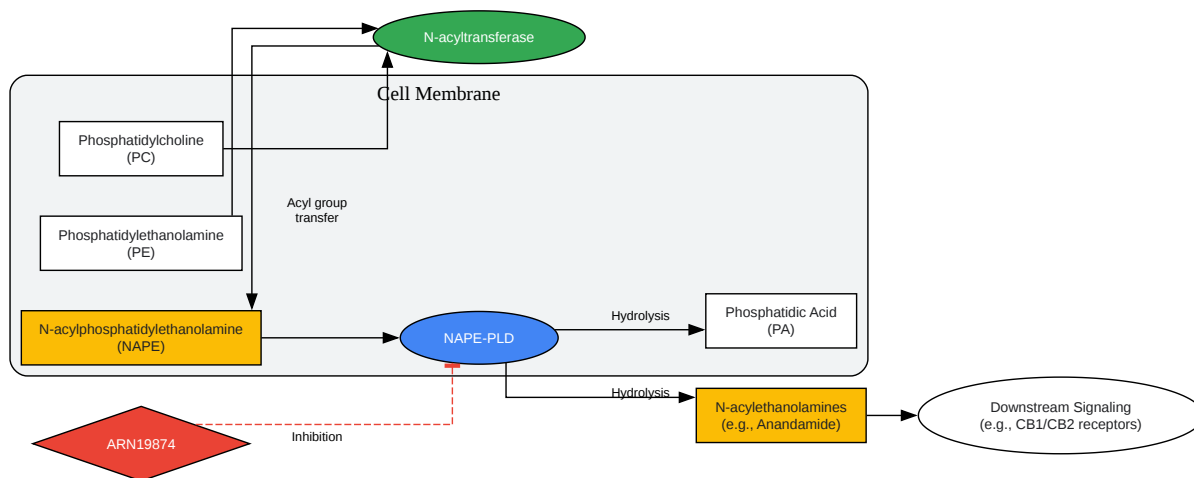 N-acyltransferase
Cell Membrane
Phosphatidylcholine
(PC)
Acyl group
transfer
Phosphatidylethanolamine
(PE)
N-acylphosphatidylethanolamine
(NAPE)
NAPE-PLD
Hydrolysis
Phosphatidic Acid
(PA)
Hydrolysis
N-acylethanolamines
(e.g., Anandamide)
Downstream Signaling
(e.g., CB1/CB2 receptors)
ARN19874
Inhibition